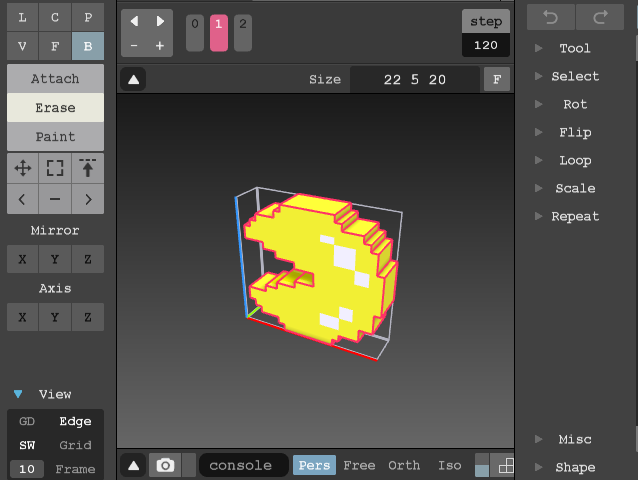 L C P
V F B
Attach
Erase
Paint
Mirror
X Y Z
Axis
X Y Z
View
GD Edge
SW Grid
10 Frame
0 1 2
step
120
Size 22 5 20 F
console Pers Free Orth Iso
Tool
Select
Rot
Flip
Loop
Scale
Repeat
Misc
Shape